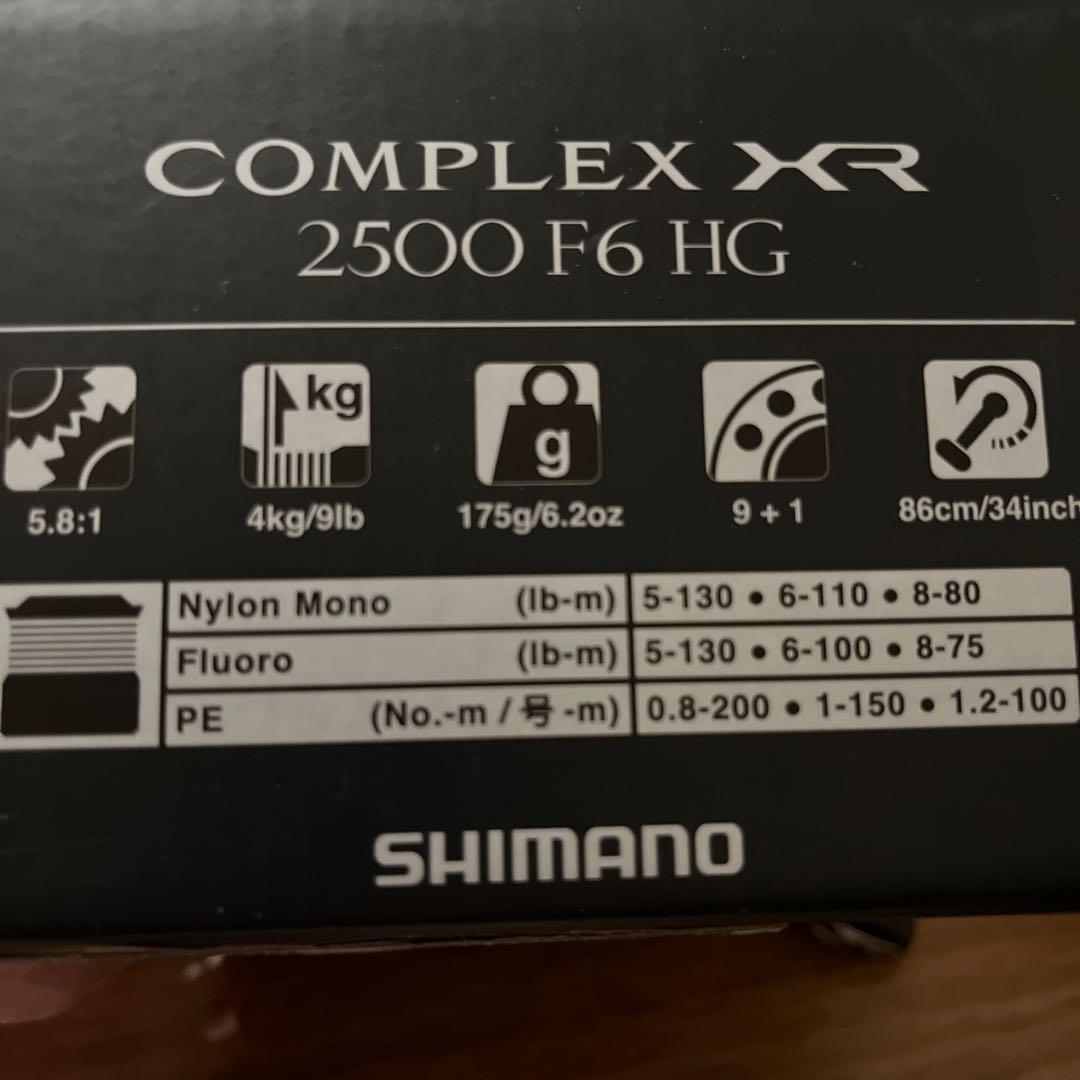 COMPLEX XR
2500 F6 HG
kg
g
5.8:1 4kg/9lb 175g/6.2oz 9+1 86cm/34inch
Nylon Mono (lb-m) 5-130 • 6-110 • 8-80
Fluoro (lb-m) 5-130 • 6-100 • 8-75
PE (No.-m / 号 -m) 0.8-200 • 1-150 • 1.2-100
SHIMANO